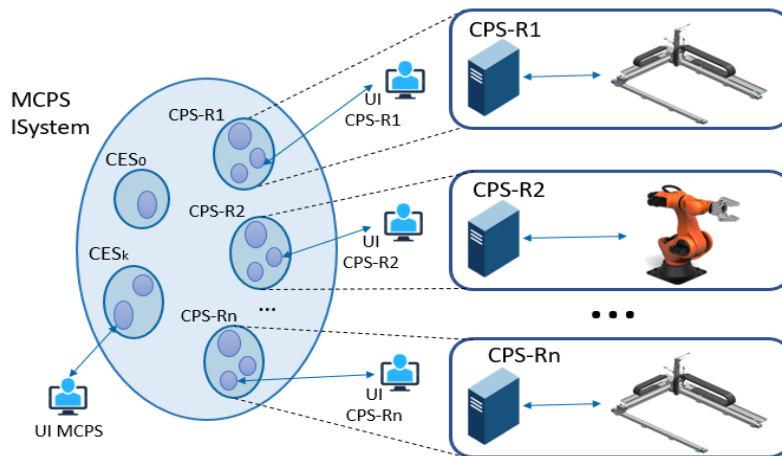 MCPS
ISystem
CPS-R1
CES₀
CPS-R2
CESₖ
...
CPS-Rn
UI MCPS
UI
CPS-R1
UI
CPS-R2
UI
CPS-Rn
CPS-R1
CPS-R2
...
CPS-Rn